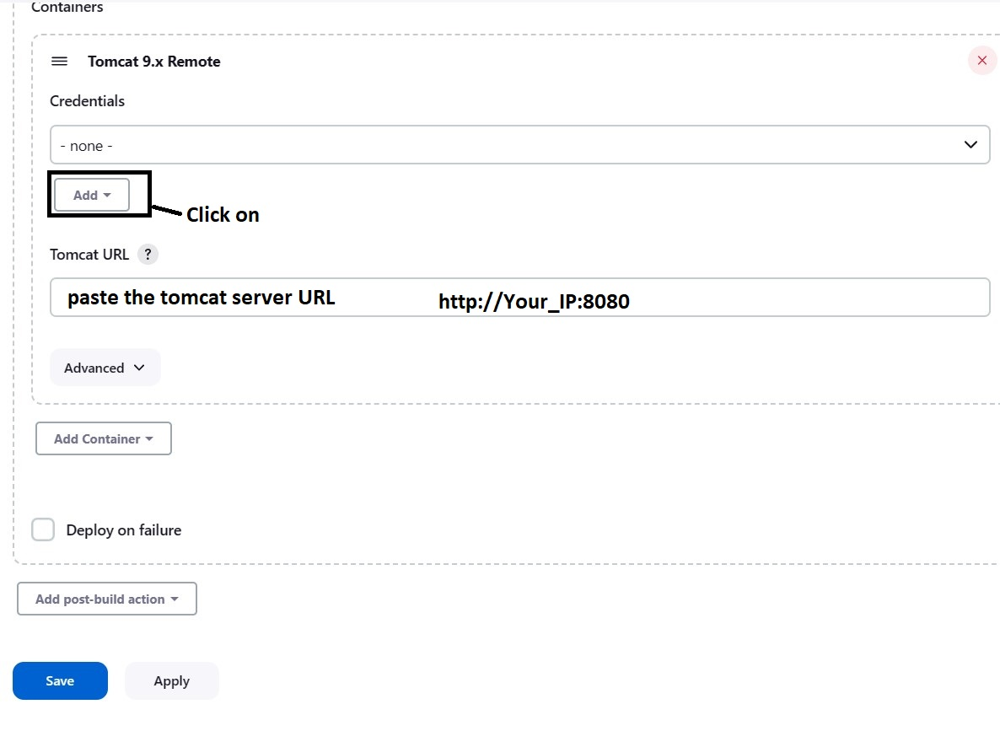 Containers
Tomcat 9.x Remote
Credentials
- none -
Add
Click on
Tomcat URL ?
paste the tomcat server URL http://Your_IP:8080
Advanced
Add Container
Deploy on failure
Add post-build action
Save Apply